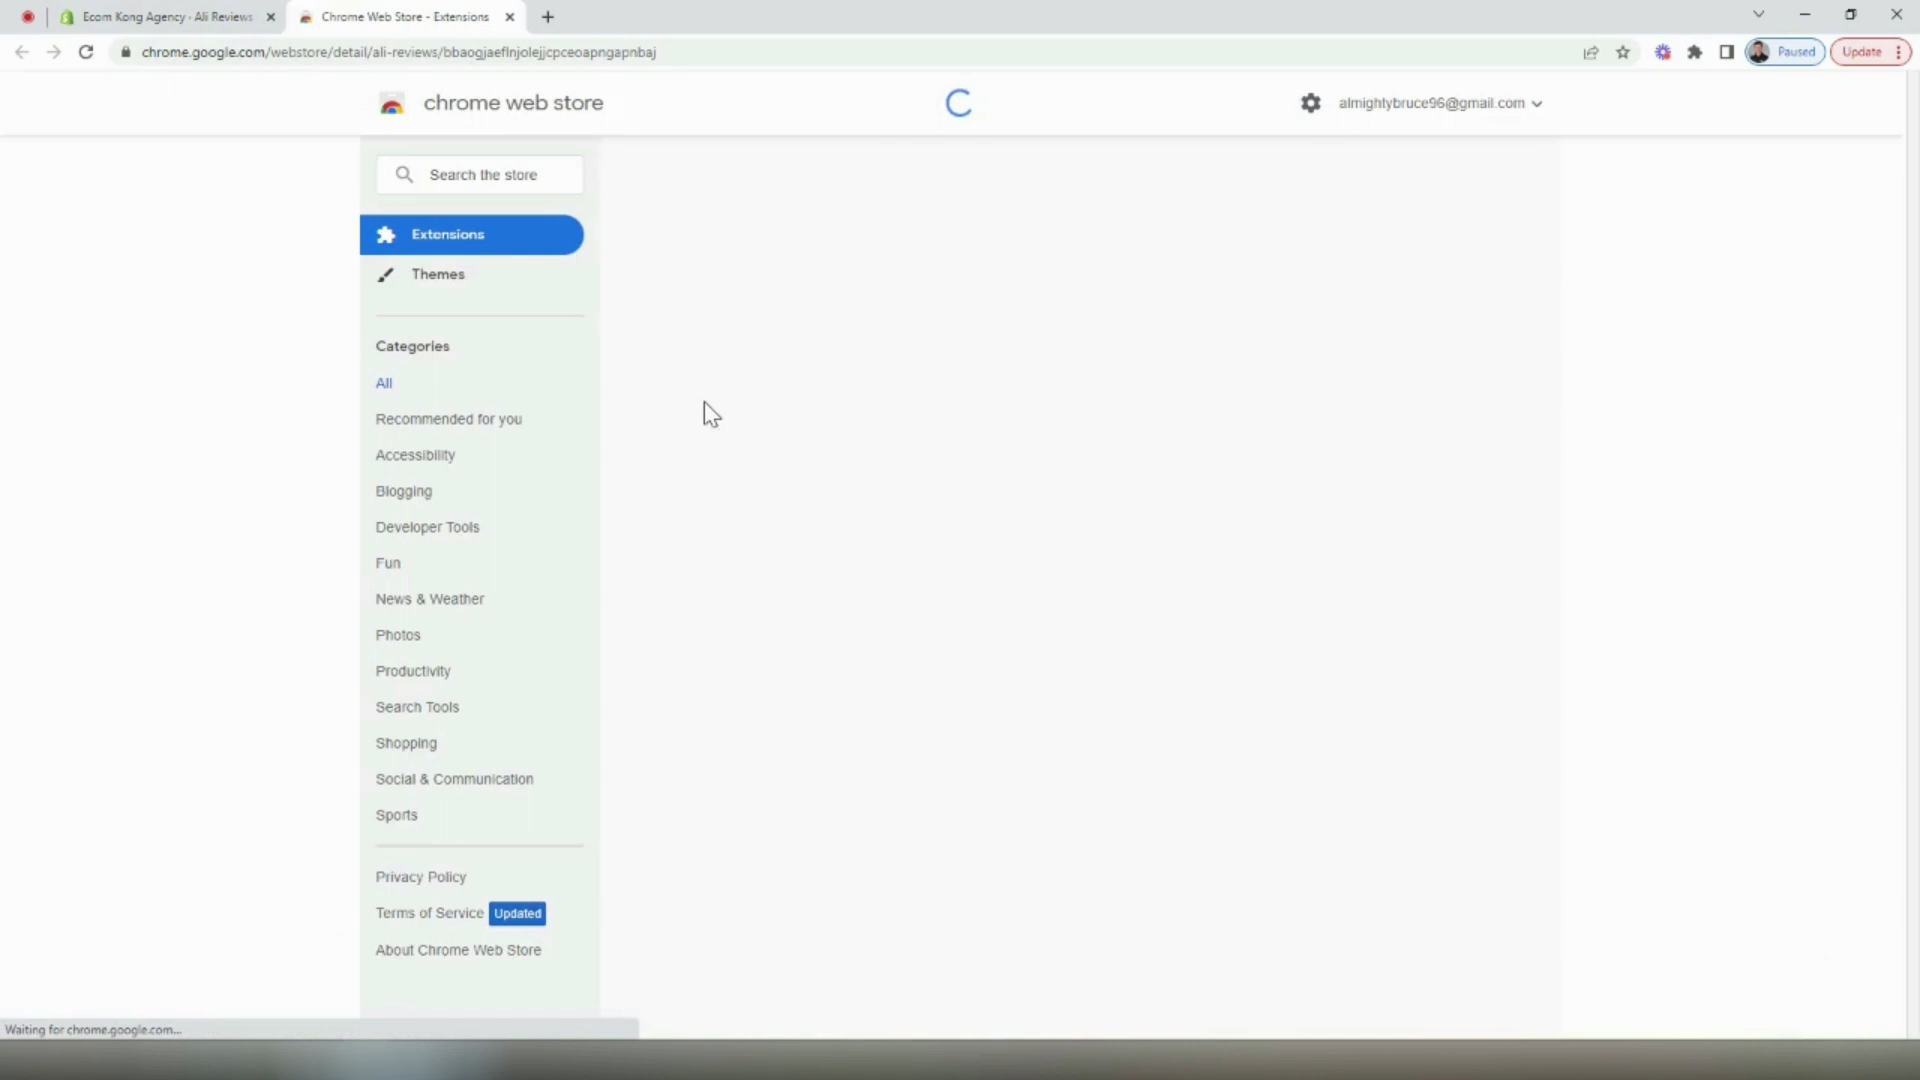 Ecom Kong Agency · Ali Reviews
Chrome Web Store - Extensions
chrome.google.com/webstore/detail/ali-reviews/bbaogjaeflnjolejjcpceoapngapnbaj
Paused
Update
chrome web store
almightybruce96@gmail.com
Search the store
Extensions
Themes
Categories
All
Recommended for you
Accessibility
Blogging
Developer Tools
Fun
News & Weather
Photos
Productivity
Search Tools
Shopping
Social & Communication
Sports
Privacy Policy
Terms of Service Updated
About Chrome Web Store
Waiting for chrome.google.com...